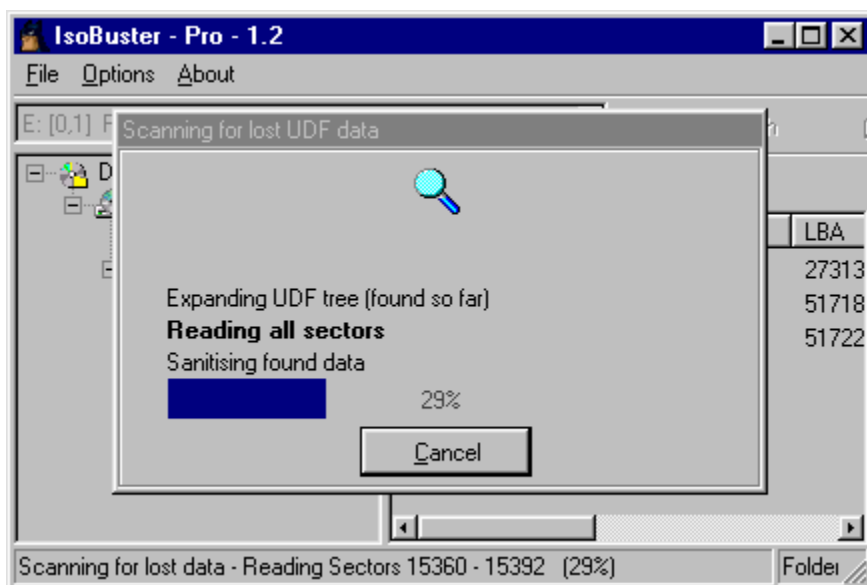 IsoBuster - Pro - 1.2
File Options About
E: [0,1]
Scanning for lost UDF data
LBA
27313
51718
51722
Expanding UDF tree (found so far)
Reading all sectors
Sanitising found data
29%
Cancel
Scanning for lost data - Reading Sectors 15360 - 15392 (29%)
Folder